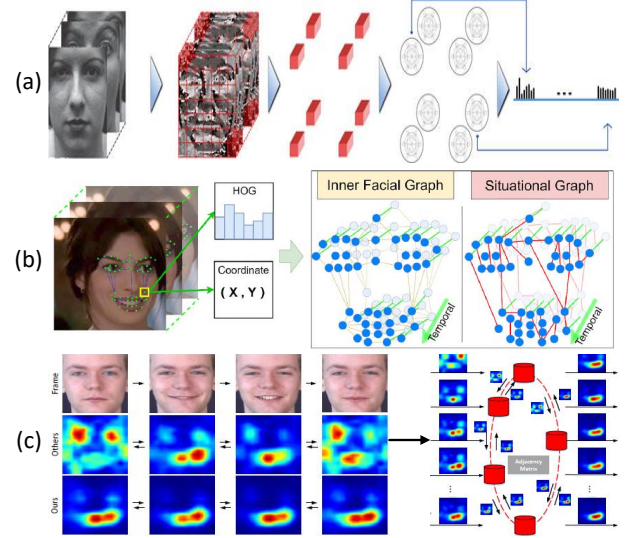 (a)
(b)
HOG
Coordinate
(X,Y)
Inner Facial Graph
Situational Graph
Temporal
Temporal
(c)
Frame
Others
Ours
Adjacency
Matrix